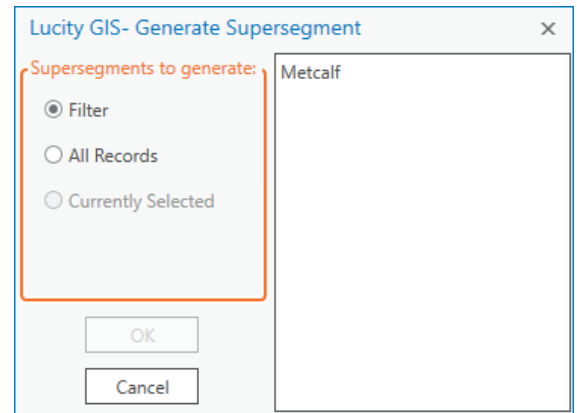 Lucity GIS- Generate Supersegment
Supersegments to generate:
Filter
All Records
Currently Selected
OK
Cancel
Metcalf